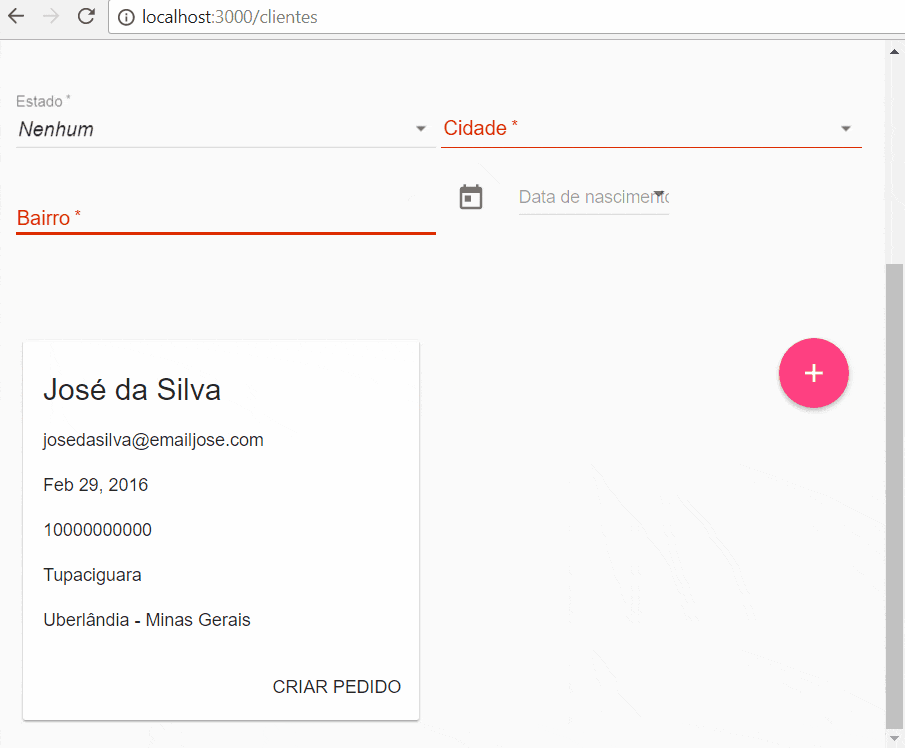 localhost:3000/clientes
Estado *
Nenhum
Cidade *
Bairro *
Data de nascimento
+
José da Silva
josedasilva@emailjose.com
Feb 29, 2016
10000000000
Tupaciguara
Uberlândia - Minas Gerais
CRIAR PEDIDO